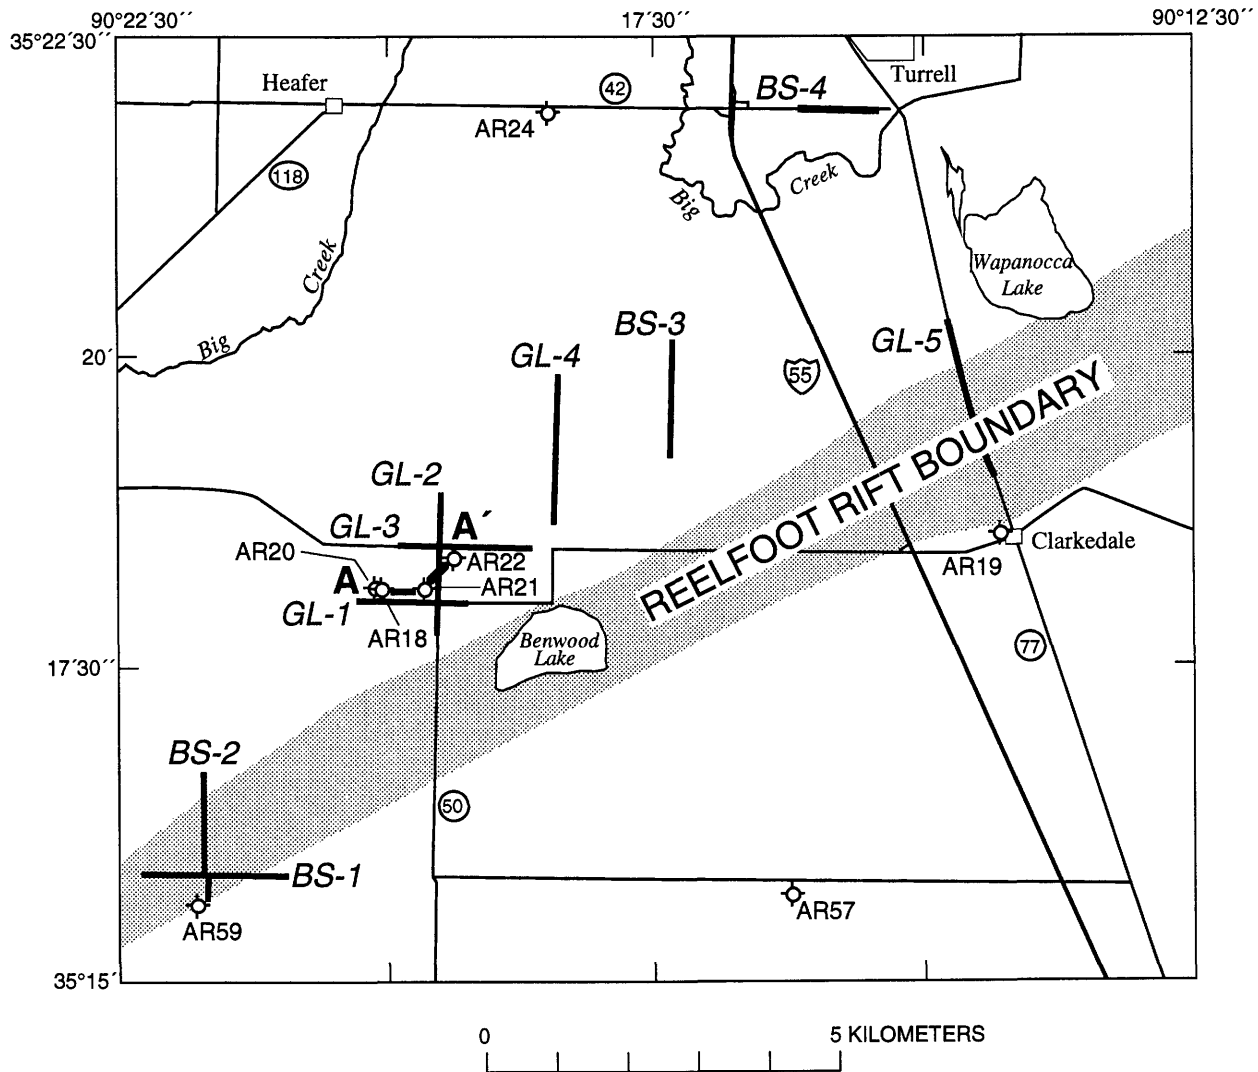 90°22´30´´
17´30´´
90°12´30´´
35°22´30´´
Heafer
42
BS-4
Turrell
AR24
118
Big
Creek
Creek
Big
Wapanocca
Lake
BS-3
GL-5
GL-4
20´
55
REELFOOT RIFT BOUNDARY
GL-2
GL-3
A´
AR20
AR22
Clarkedale
A
AR21
AR19
GL-1
AR18
Benwood
Lake
77
17´30´´
BS-2
50
BS-1
AR57
AR59
35°15´
0
5 KILOMETERS